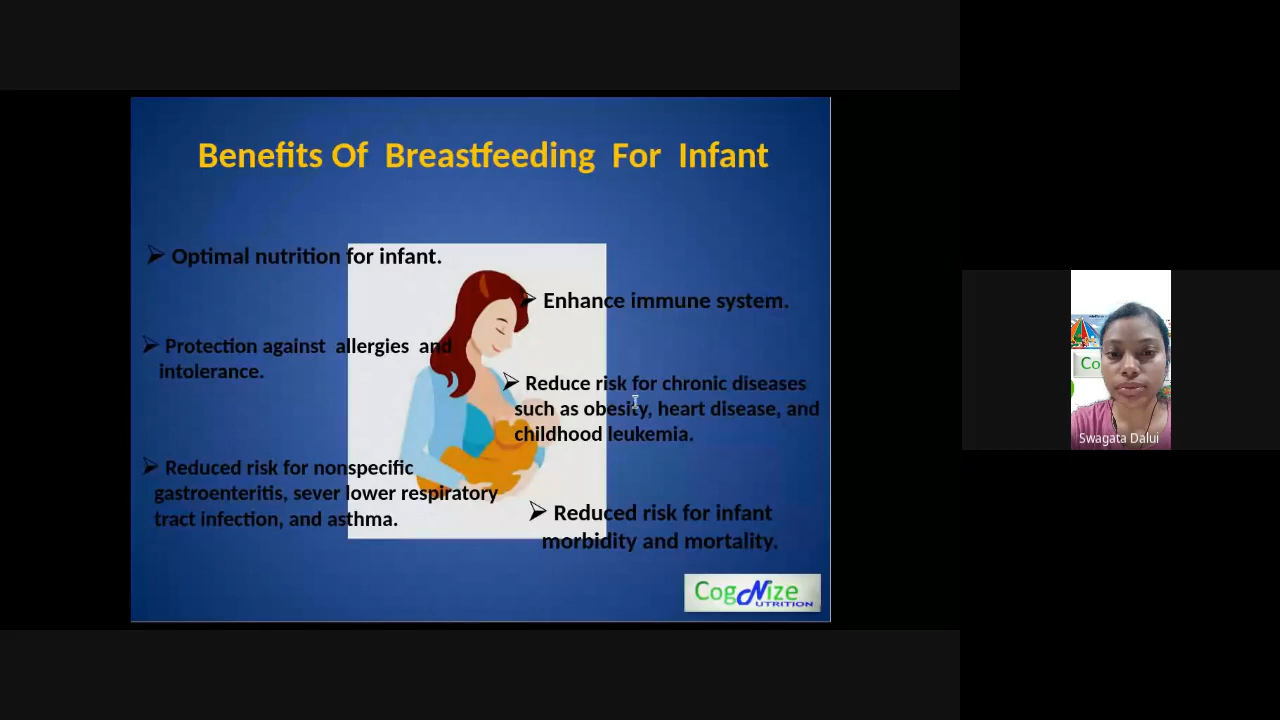 Benefits Of Breastfeeding For Infant
➢ Optimal nutrition for infant.
➢ Protection against allergies and
intolerance.
➢ Reduced risk for nonspecific
gastroenteritis, sever lower respiratory
tract infection, and asthma.
➢ Enhance immune system.
➢ Reduce risk for chronic diseases
such as obesity, heart disease, and
childhood leukemia.
➢ Reduced risk for infant
morbidity and mortality.
CogNize
UTRITION
Co
Swagata Dalui